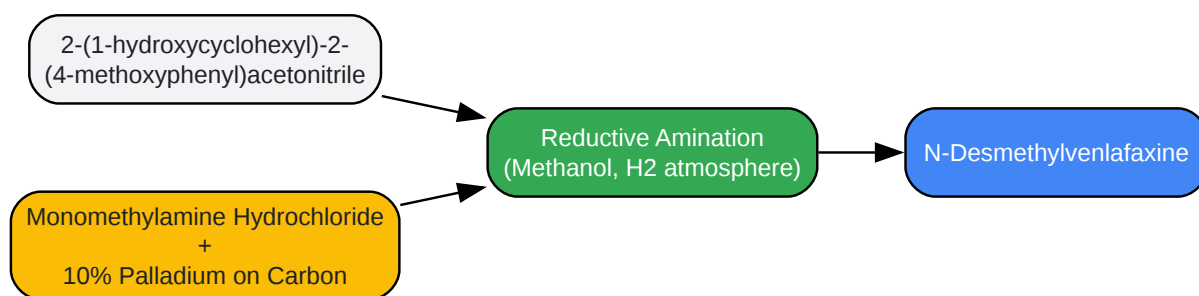 2-(1-hydroxycyclohexyl)-2-
(4-methoxyphenyl)acetonitrile
Monomethylamine Hydrochloride
+
10% Palladium on Carbon
Reductive Amination
(Methanol, H2 atmosphere)
N-Desmethylvenlafaxine